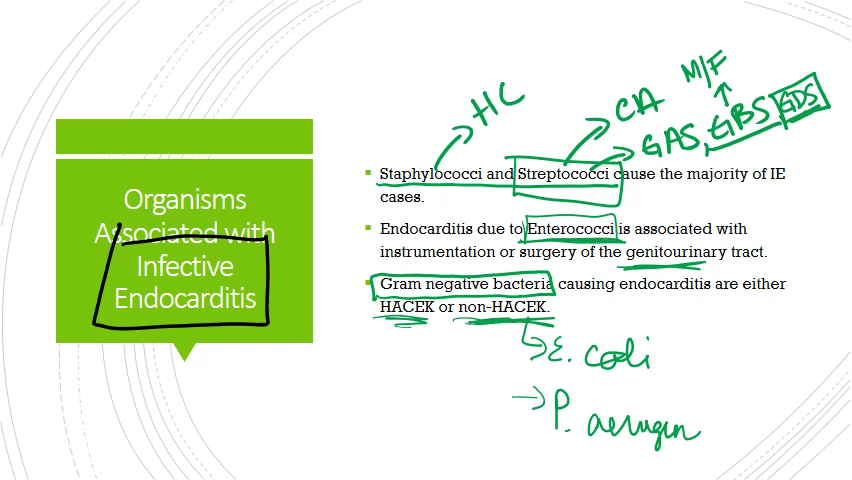 Organisms
Associated with
Infective
Endocarditis
HC
CA
M/F
GAS, GBS GDS
Staphylococci and Streptococci cause the majority of IE
cases.
Endocarditis due to Enterococci is associated with
instrumentation or surgery of the genitourinary tract.
Gram negative bacteria causing endocarditis are either
HACEK or non-HACEK.
E. coli
P. aerugen